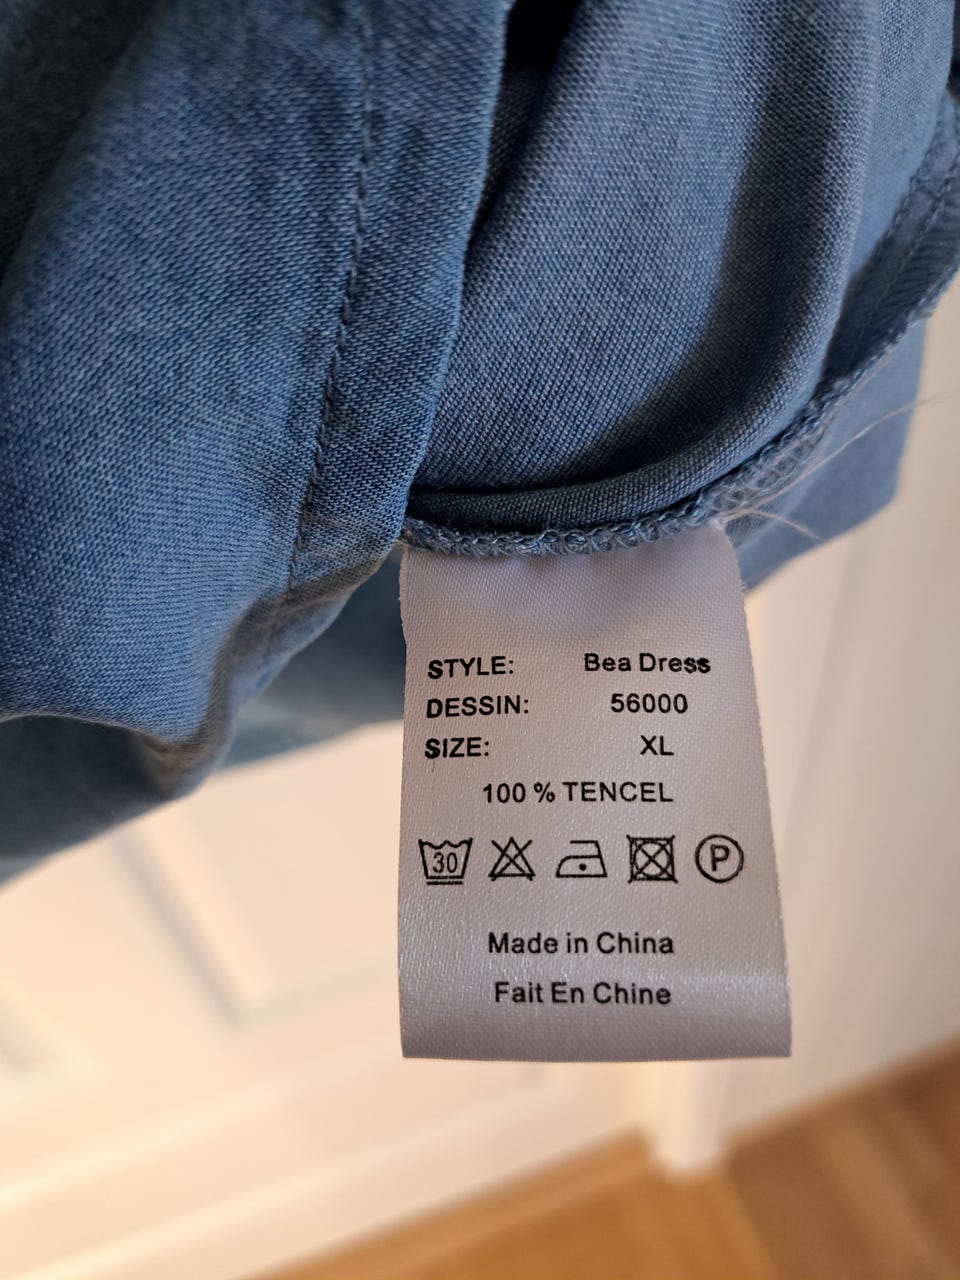 STYLE: Bea Dress
DESSIN: 56000
SIZE: XL
100 % TENCEL
30 P
Made in China
Fait En Chine